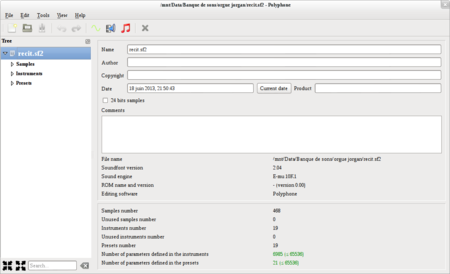 /mnt/Data/Banque de sons/orgue jorgan/recit.sf2 - Polyphone
File Edit Tools View Help
Tree
recit.sf2
Samples
Instruments
Presets
Name recit.sf2
Author
Copyright
Date 18 juin 2013, 21:50:43 Current date Product
24 bits samples
Comments
File name /mnt/Data/Banque de sons/orgue jorgan/recit.sf2
Soundfont version 2.04
Sound engine E-mu 10K1
ROM name and version - (version 0.00)
Editing software Polyphone
Samples number 468
Unused samples number 0
Instruments number 19
Unused instruments number 0
Presets number 19
Number of parameters defined in the instruments 6985 (≤ 65536)
Number of parameters defined in the presets 21 (≤ 65536)
Search...